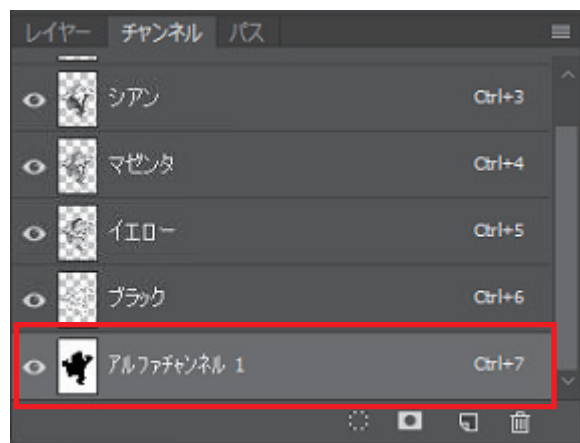 レイヤー チャンネル パス
シアン Ctrl+3
マゼンタ Ctrl+4
イエロー Ctrl+5
ブラック Ctrl+6
アルファチャンネル 1 Ctrl+7